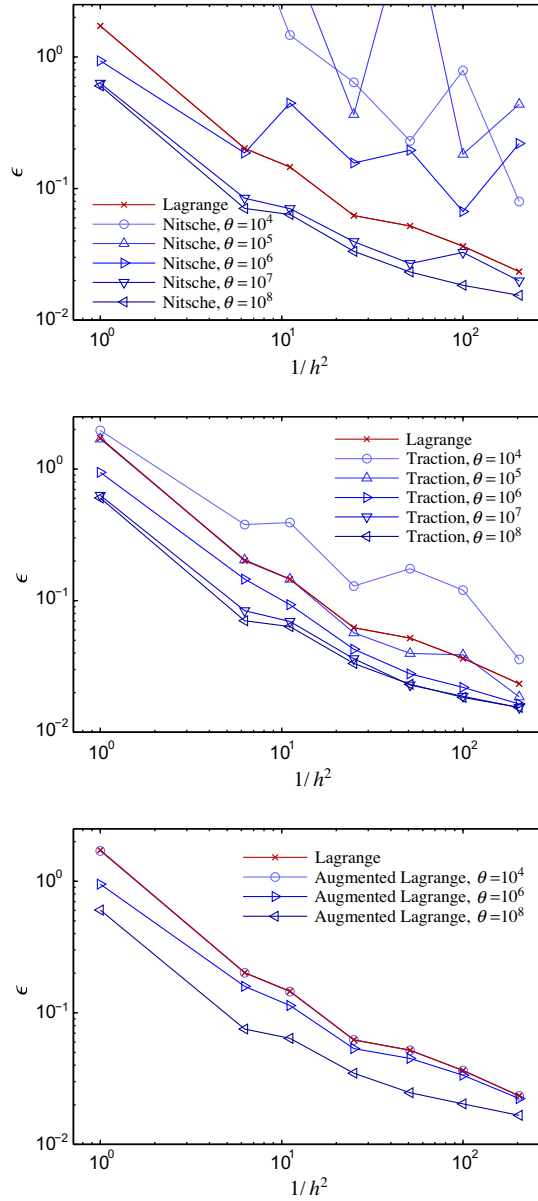 10^0
10^-1
10^-2
ϵ
Lagrange
Nitsche, θ=10^4
Nitsche, θ=10^5
Nitsche, θ=10^6
Nitsche, θ=10^7
Nitsche, θ=10^8
10^0 10^1 10^2
1/h^2
10^0
10^-1
10^-2
ϵ
Lagrange
Traction, θ=10^4
Traction, θ=10^5
Traction, θ=10^6
Traction, θ=10^7
Traction, θ=10^8
10^0 10^1 10^2
1/h^2
10^0
10^-1
10^-2
ϵ
Lagrange
Augmented Lagrange, θ=10^4
Augmented Lagrange, θ=10^6
Augmented Lagrange, θ=10^8
10^0 10^1 10^2
1/h^2